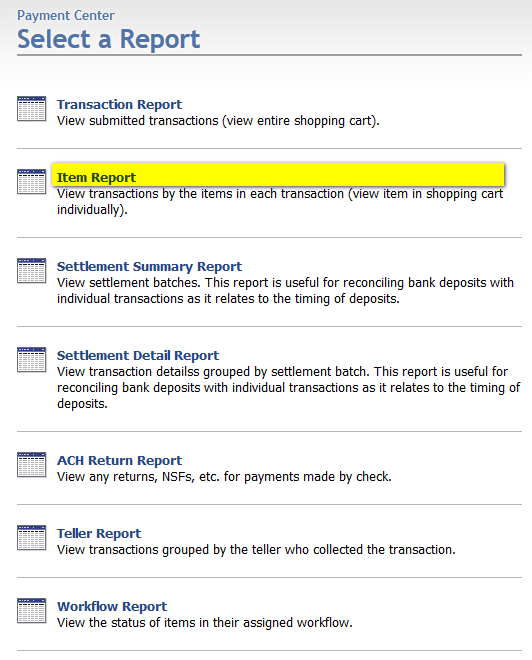 Payment Center
Select a Report
Transaction Report
View submitted transactions (view entire shopping cart).
Item Report
View transactions by the items in each transaction (view item in shopping cart
individually).
Settlement Summary Report
View settlement batches. This report is useful for reconciling bank deposits with
individual transactions as it relates to the timing of deposits.
Settlement Detail Report
View transaction detailss grouped by settlement batch. This report is useful for
reconciling bank deposits with individual transactions as it relates to the timing of
deposits.
ACH Return Report
View any returns, NSFs, etc. for payments made by check.
Teller Report
View transactions grouped by the teller who collected the transaction.
Workflow Report
View the status of items in their assigned workflow.